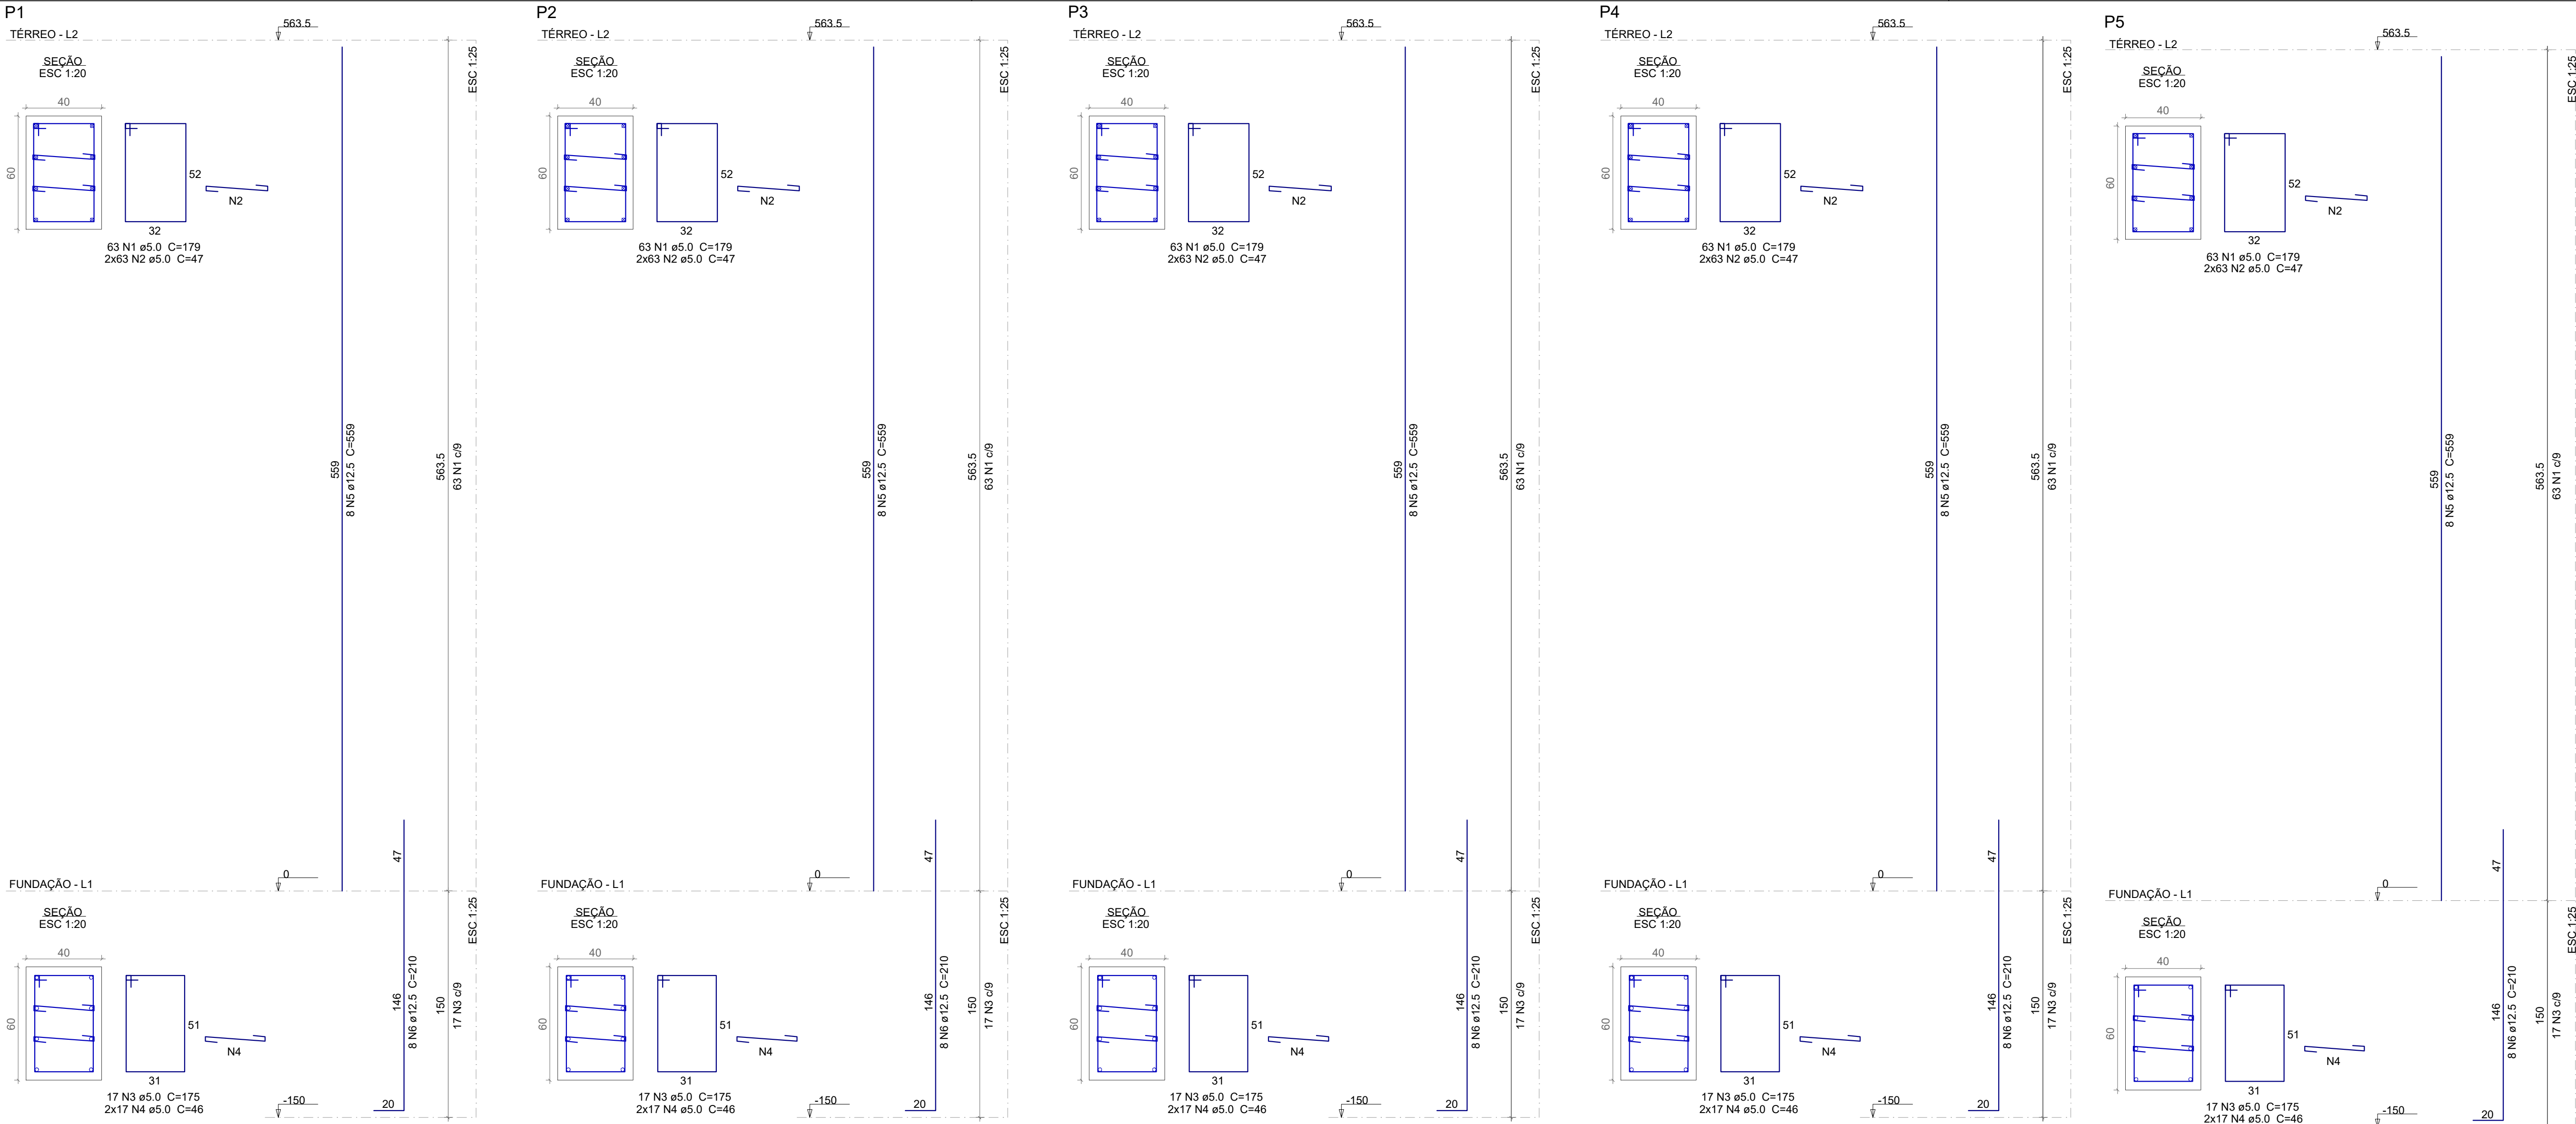 P1
563.5
TÉRREO - L2
SEÇÃO
ESC 1:20
ESC 1:25
40
60
52
N2
32
63 N1 ø5.0 C=179
2x63 N2 ø5.0 C=47
559
8 N5 ø12.5 C=559
563.5
63 N1 c/9
47
0
FUNDAÇÃO - L1
SEÇÃO
ESC 1:20
ESC 1:25
40
60
51
N4
31
17 N3 ø5.0 C=175
2x17 N4 ø5.0 C=46
146
8 N6 ø12.5 C=210
150
17 N3 c/9
-150
20
P2
563.5
TÉRREO - L2
SEÇÃO
ESC 1:20
ESC 1:25
40
60
52
N2
32
63 N1 ø5.0 C=179
2x63 N2 ø5.0 C=47
559
8 N5 ø12.5 C=559
563.5
63 N1 c/9
47
0
FUNDAÇÃO - L1
SEÇÃO
ESC 1:20
ESC 1:25
40
60
51
N4
31
17 N3 ø5.0 C=175
2x17 N4 ø5.0 C=46
146
8 N6 ø12.5 C=210
150
17 N3 c/9
-150
20
P3
563.5
TÉRREO - L2
SEÇÃO
ESC 1:20
ESC 1:25
40
60
52
N2
32
63 N1 ø5.0 C=179
2x63 N2 ø5.0 C=47
559
8 N5 ø12.5 C=559
563.5
63 N1 c/9
47
0
FUNDAÇÃO - L1
SEÇÃO
ESC 1:20
ESC 1:25
40
60
51
N4
31
17 N3 ø5.0 C=175
2x17 N4 ø5.0 C=46
146
8 N6 ø12.5 C=210
150
17 N3 c/9
-150
20
P4
563.5
TÉRREO - L2
SEÇÃO
ESC 1:20
ESC 1:25
40
60
52
N2
32
63 N1 ø5.0 C=179
2x63 N2 ø5.0 C=47
559
8 N5 ø12.5 C=559
563.5
63 N1 c/9
47
0
FUNDAÇÃO - L1
SEÇÃO
ESC 1:20
ESC 1:25
40
60
51
N4
31
17 N3 ø5.0 C=175
2x17 N4 ø5.0 C=46
146
8 N6 ø12.5 C=210
150
17 N3 c/9
-150
20
P5
563.5
TÉRREO - L2
SEÇÃO
ESC 1:20
ESC 1:25
40
60
52
N2
32
63 N1 ø5.0 C=179
2x63 N2 ø5.0 C=47
559
8 N5 ø12.5 C=559
563.5
63 N1 c/9
47
0
FUNDAÇÃO - L1
SEÇÃO
ESC 1:20
ESC 1:25
40
60
51
N4
31
17 N3 ø5.0 C=175
2x17 N4 ø5.0 C=46
146
8 N6 ø12.5 C=210
150
17 N3 c/9
-150
20